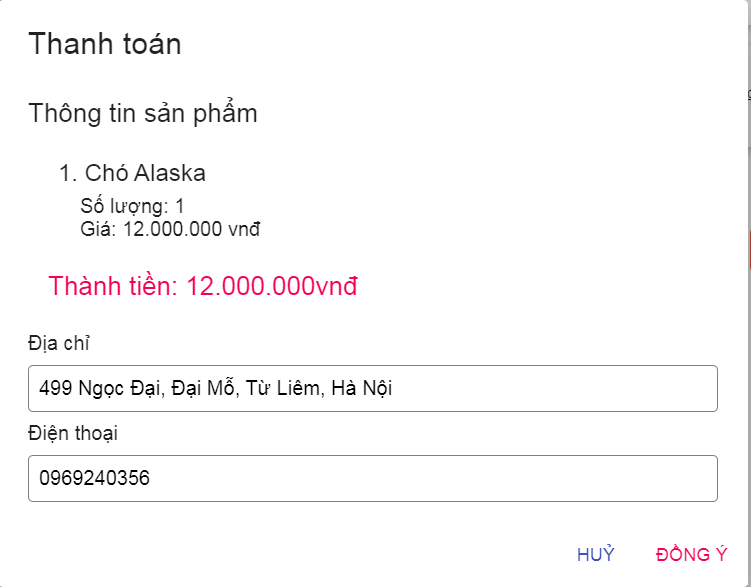 Thanh toán
Thông tin sản phẩm
1. Chó Alaska
Số lượng: 1
Giá: 12.000.000 vnđ
Thành tiền: 12.000.000vnđ
Địa chỉ
499 Ngọc Đại, Đại Mỗ, Từ Liêm, Hà Nội
Điện thoại
0969240356
HUỶ ĐỒNG Ý